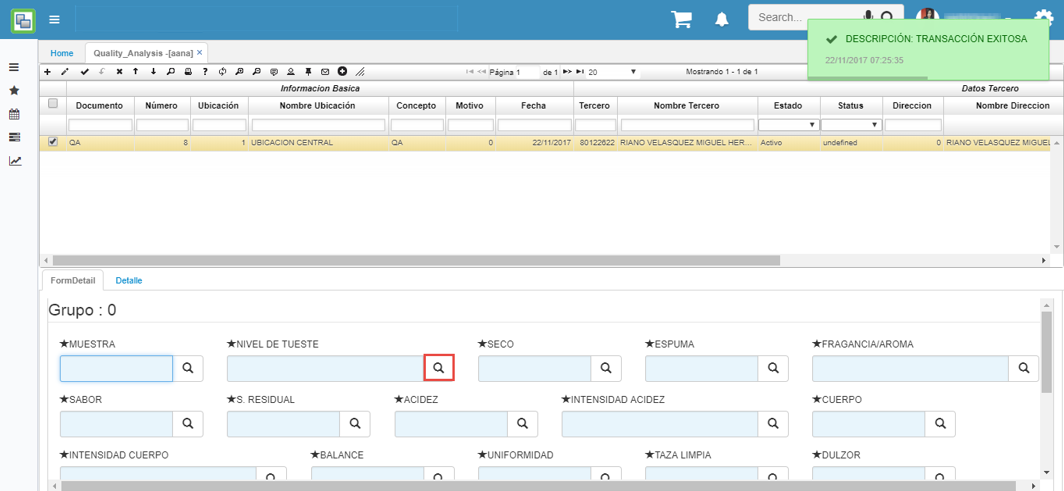 Search...
DESCRIPCIÓN: TRANSACCIÓN EXITOSA
22/11/2017 07:25:35
Home
Quality_Analysis -[aana] ×
Página 1 de 1 20 Mostrando 1 - 1 de 1
Informacion Basica Datos Tercero
Documento Número Ubicación Nombre Ubicación Concepto Motivo Fecha Tercero Nombre Tercero Estado Status Direccion Nombre Direccion
QA 8 1 UBICACION CENTRAL QA 0 22/11/2017 80122622 RIANO VELASQUEZ MIGUEL HER... Activo undefined 0 RIANO VELASQUEZ MIGUEL
FormDetail Detalle
Grupo : 0
★MUESTRA ★NIVEL DE TUESTE ★SECO ★ESPUMA ★FRAGANCIA/AROMA
★SABOR ★S. RESIDUAL ★ACIDEZ ★INTENSIDAD ACIDEZ ★CUERPO
★INTENSIDAD CUERPO ★BALANCE ★UNIFORMIDAD ★TAZA LIMPIA ★DULZOR